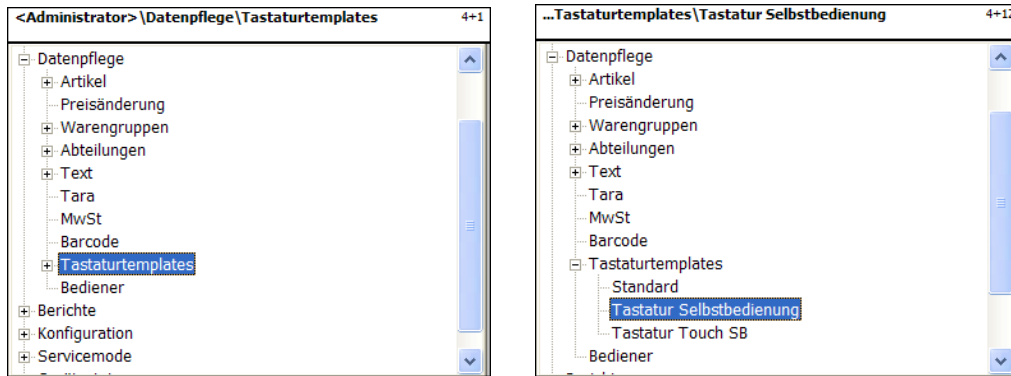 <Administrator>\Datenpflege\Tastaturtemplates 4+1
Datenpflege
Artikel
Preisänderung
Warengruppen
Abteilungen
Text
Tara
MwSt
Barcode
Tastaturtemplates
Bediener
Berichte
Konfiguration
Servicemode
...Tastaturtemplates\Tastatur Selbstbedienung 4+12
Datenpflege
Artikel
Preisänderung
Warengruppen
Abteilungen
Text
Tara
MwSt
Barcode
Tastaturtemplates
Standard
Tastatur Selbstbedienung
Tastatur Touch SB
Bediener